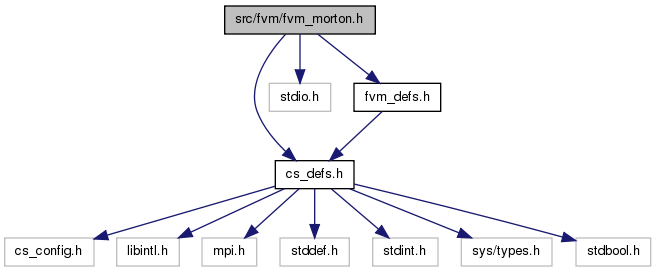 src/fvm/fvm_morton.h
stdio.h
fvm_defs.h
cs_defs.h
cs_config.h
libintl.h
mpi.h
stddef.h
stdint.h
sys/types.h
stdbool.h